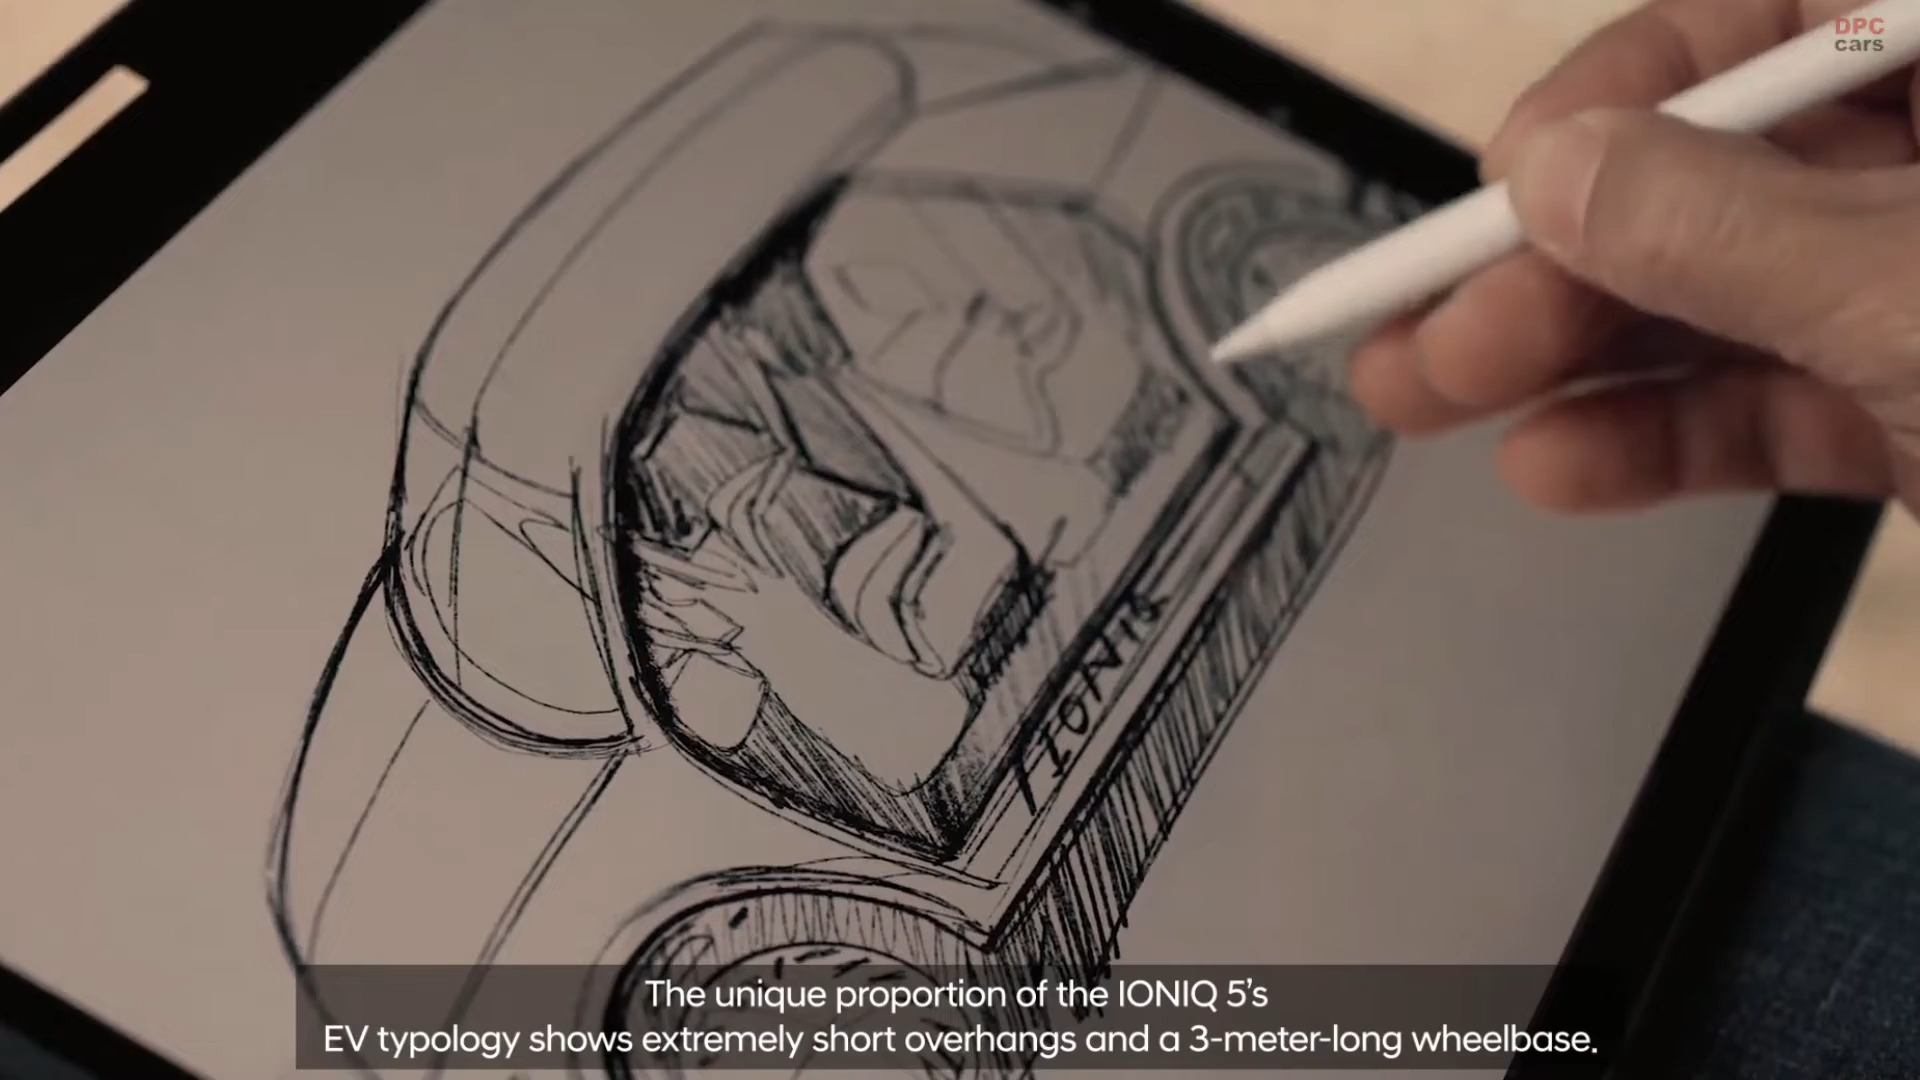 DPC
cars
IONIQ
The unique proportion of the IONIQ 5's
EV typology shows extremely short overhangs and a 3-meter-long wheelbase.